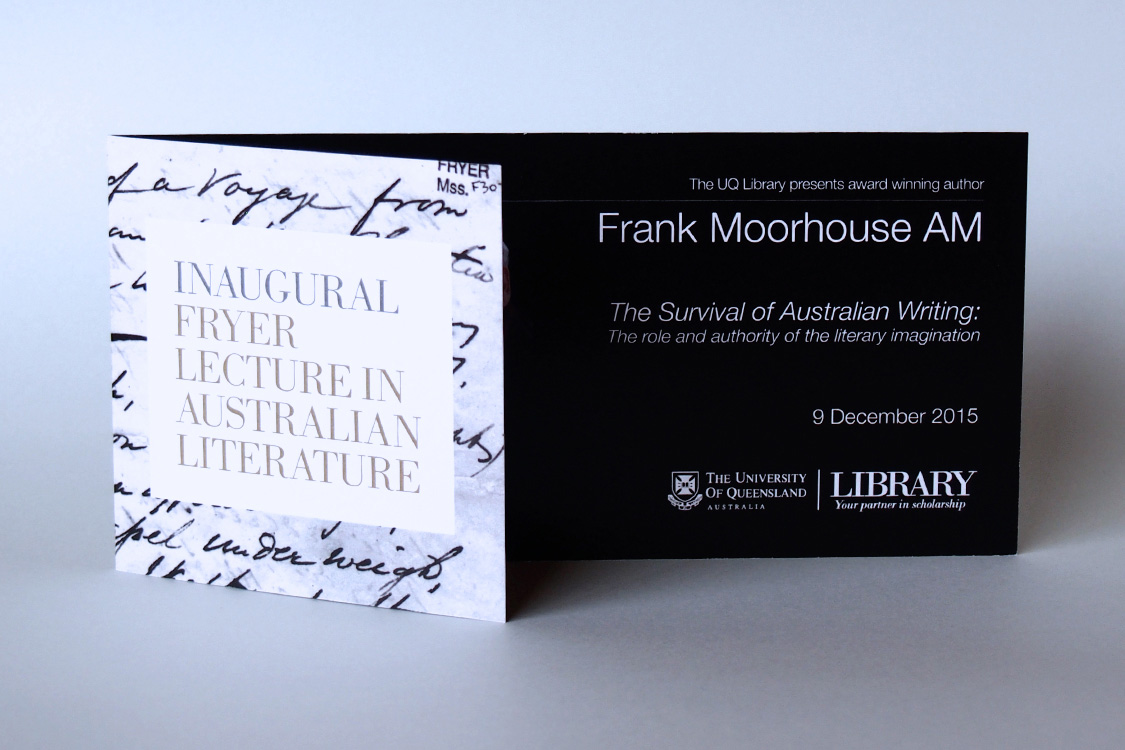 FRYER
Mss. F30
of a Voyage from
INAUGURAL
FRYER
LECTURE IN
AUSTRALIAN
LITERATURE
under weigh,
The UQ Library presents award winning author
Frank Moorhouse AM
The Survival of Australian Writing:
The role and authority of the literary imagination
9 December 2015
THE UNIVERSITY
OF QUEENSLAND
AUSTRALIA
LIBRARY
Your partner in scholarship